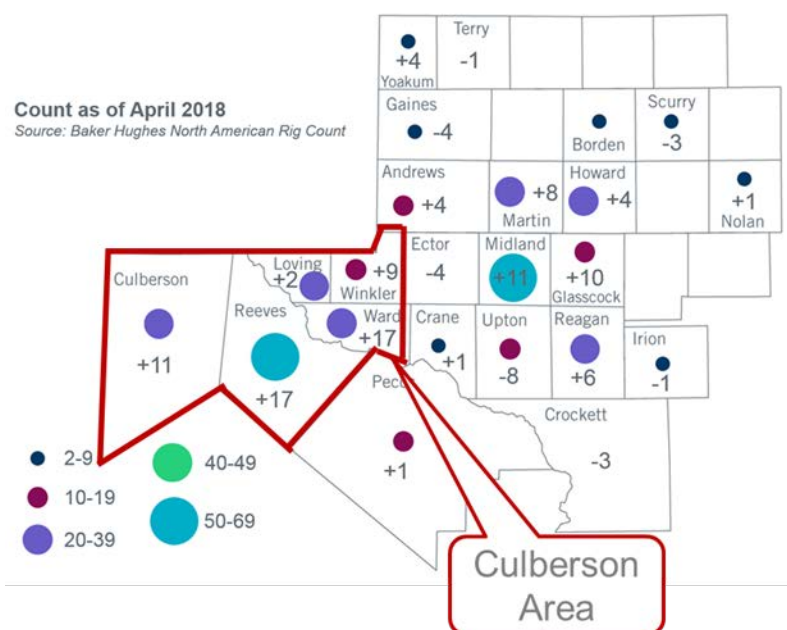 Terry
-1
+4
Yoakum
Count as of April 2018
Source: Baker Hughes North American Rig Count
Gaines
-4
Borden
Scurry
-3
Andrews
+4
+8
Martin
Howard
+4
+1
Nolan
Culberson
+11
Loving
+2
+9
Winkler
Ector
-4
Midland
+11
+10
Glasscock
Reeves
+17
Ward
+17
Crane
+1
Upton
-8
Reagan
+6
Irion
-1
Peco
+1
Crockett
-3
2-9
10-19
20-39
40-49
50-69
Culberson
Area